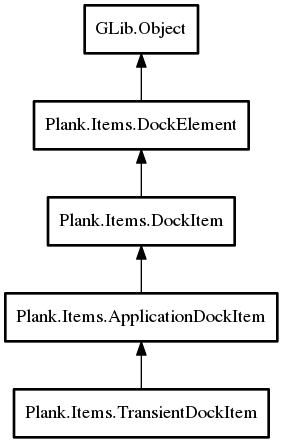 GLib.Object
Plank.Items.DockElement
Plank.Items.DockItem
Plank.Items.ApplicationDockItem
Plank.Items.TransientDockItem